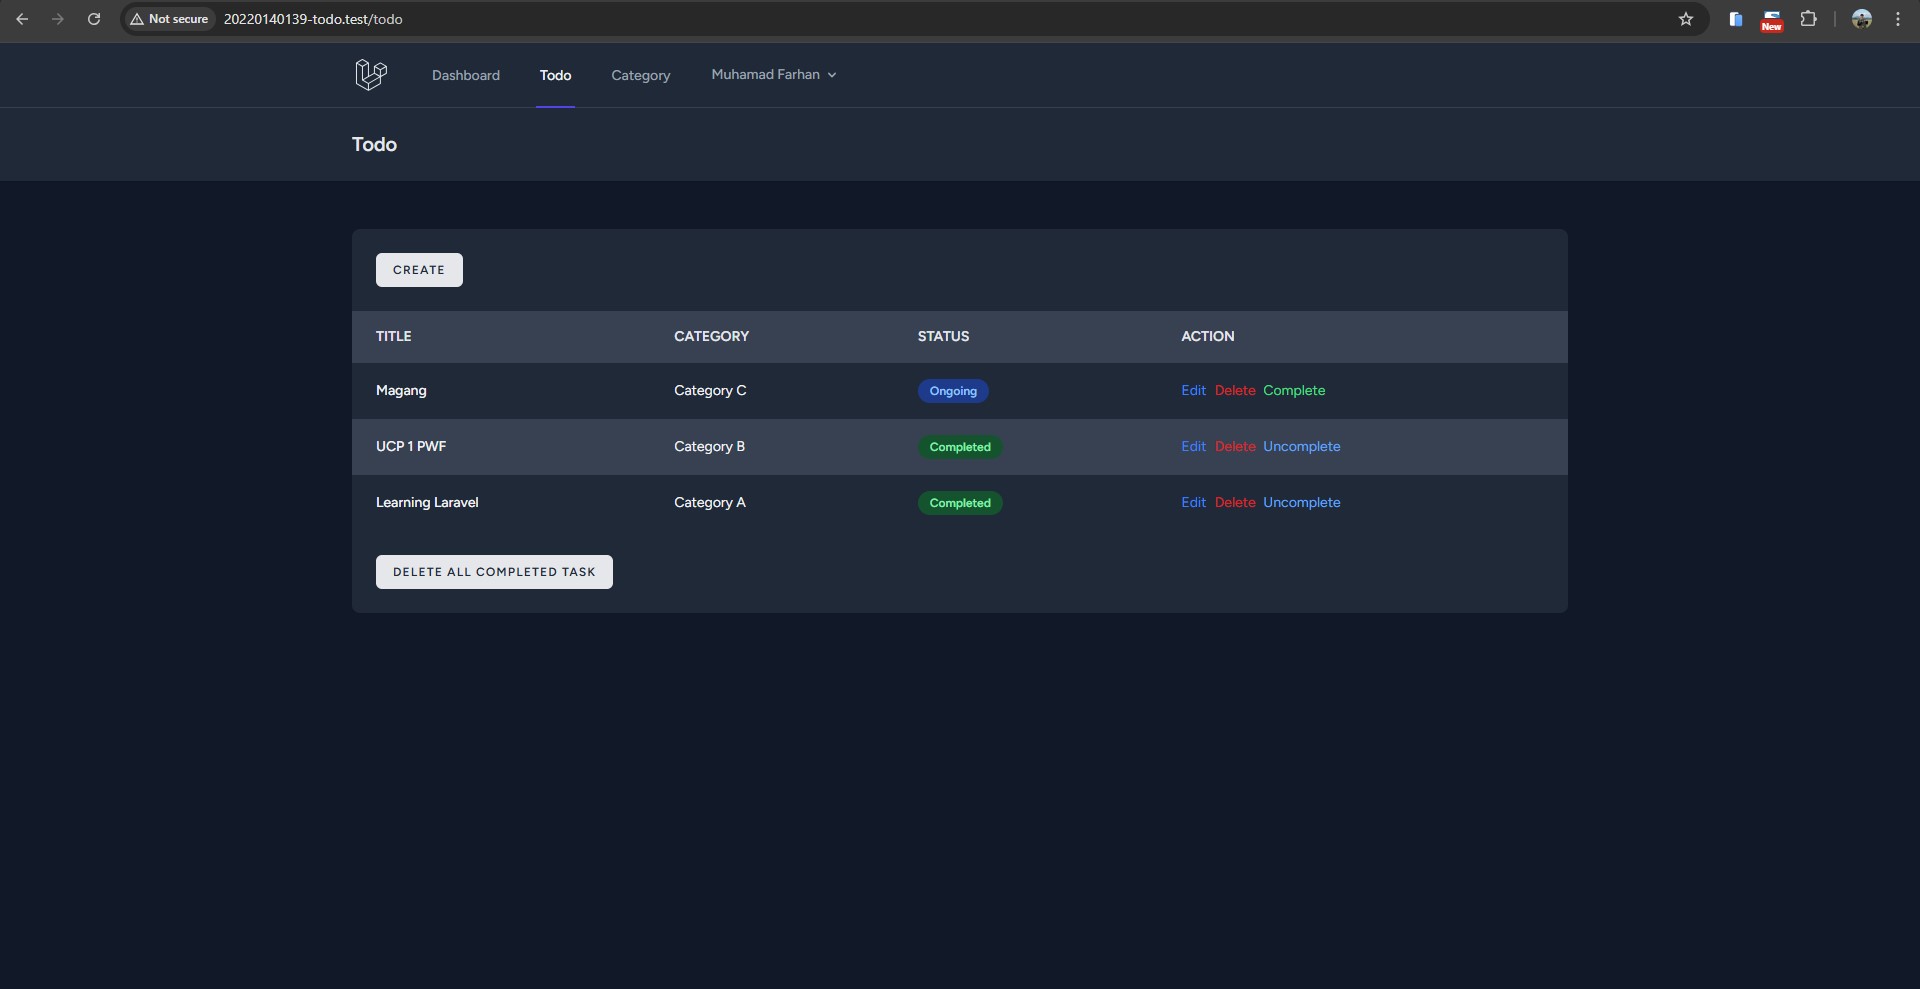 Not secure 20220140139-todo.test/todo
New
Dashboard Todo Category Muhamad Farhan
Todo
CREATE
TITLE CATEGORY STATUS ACTION
Magang Category C Ongoing Edit Delete Complete
UCP 1 PWF Category B Completed Edit Delete Uncomplete
Learning Laravel Category A Completed Edit Delete Uncomplete
DELETE ALL COMPLETED TASK